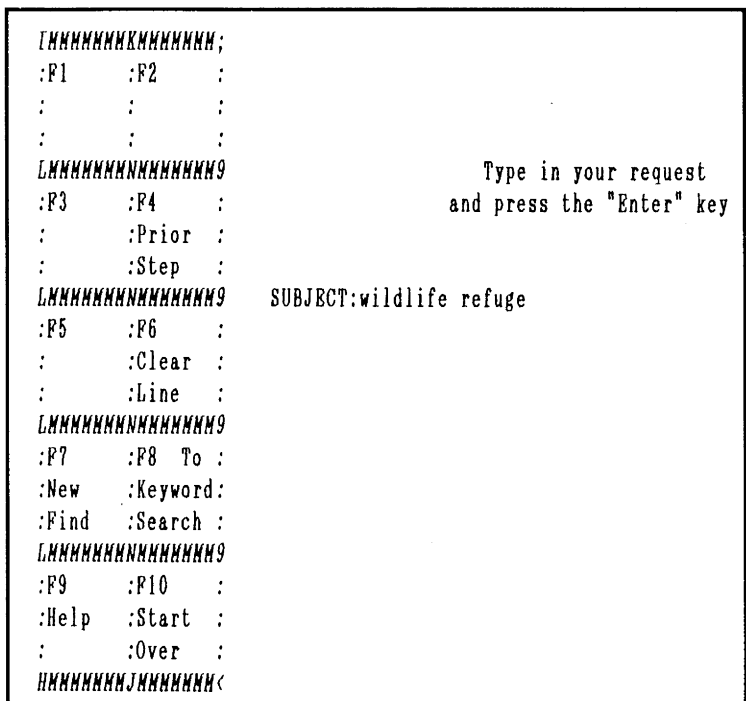 IMMMMMMMKMMMMMMM;
:F1 :F2 :
: : :
: : :
LMMMMMMMNMMMMMMM9 Type in your request
:F3 :F4 : and press the "Enter" key
: :Prior :
: :Step :
LMMMMMMMNMMMMMMM9 SUBJECT:wildlife refuge
:F5 :F6 :
: :Clear :
: :Line :
LMMMMMMMNMMMMMMM9
:F7 :F8 To :
:New :Keyword:
:Find :Search :
LMMMMMMMNMMMMMMM9
:F9 :F10 :
:Help :Start :
: :Over :
HMMMMMMMJMMMMMMM<